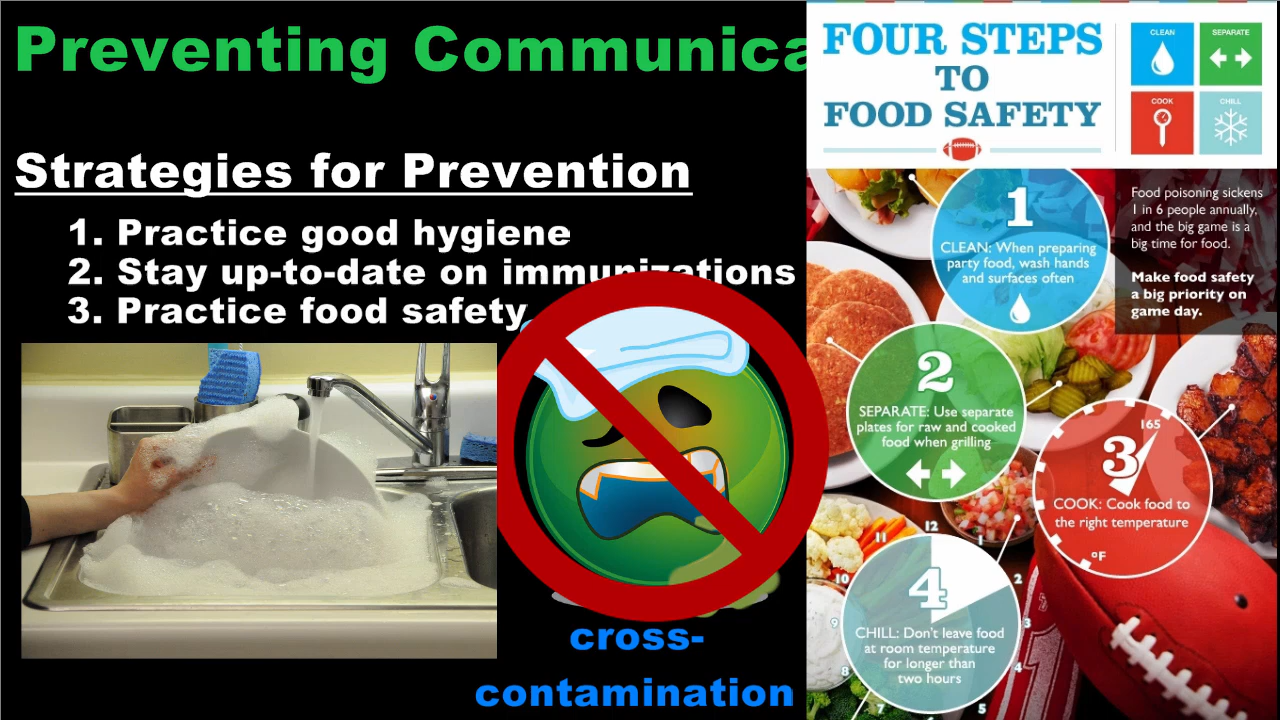 Preventing Communica
Strategies for Prevention
1. Practice good hygiene
2. Stay up-to-date on immunizations
3. Practice food safety
cross-
contamination
FOUR STEPS
TO
FOOD SAFETY
CLEAN
SEPARATE
COOK
CHILL
Food poisoning sickens
1 in 6 people annually,
and the big game is a
big time for food.
Make food safety
a big priority on
game day.
1
CLEAN: When preparing
party food, wash hands
and surfaces often
2
SEPARATE: Use separate
plates for raw and cooked
food when grilling
165
3
COOK: Cook food to
the right temperature
°F
12
11
1
10
2
9
3
8
4
7
6
5
4
CHILL: Don't leave food
at room temperature
for longer than
two hours